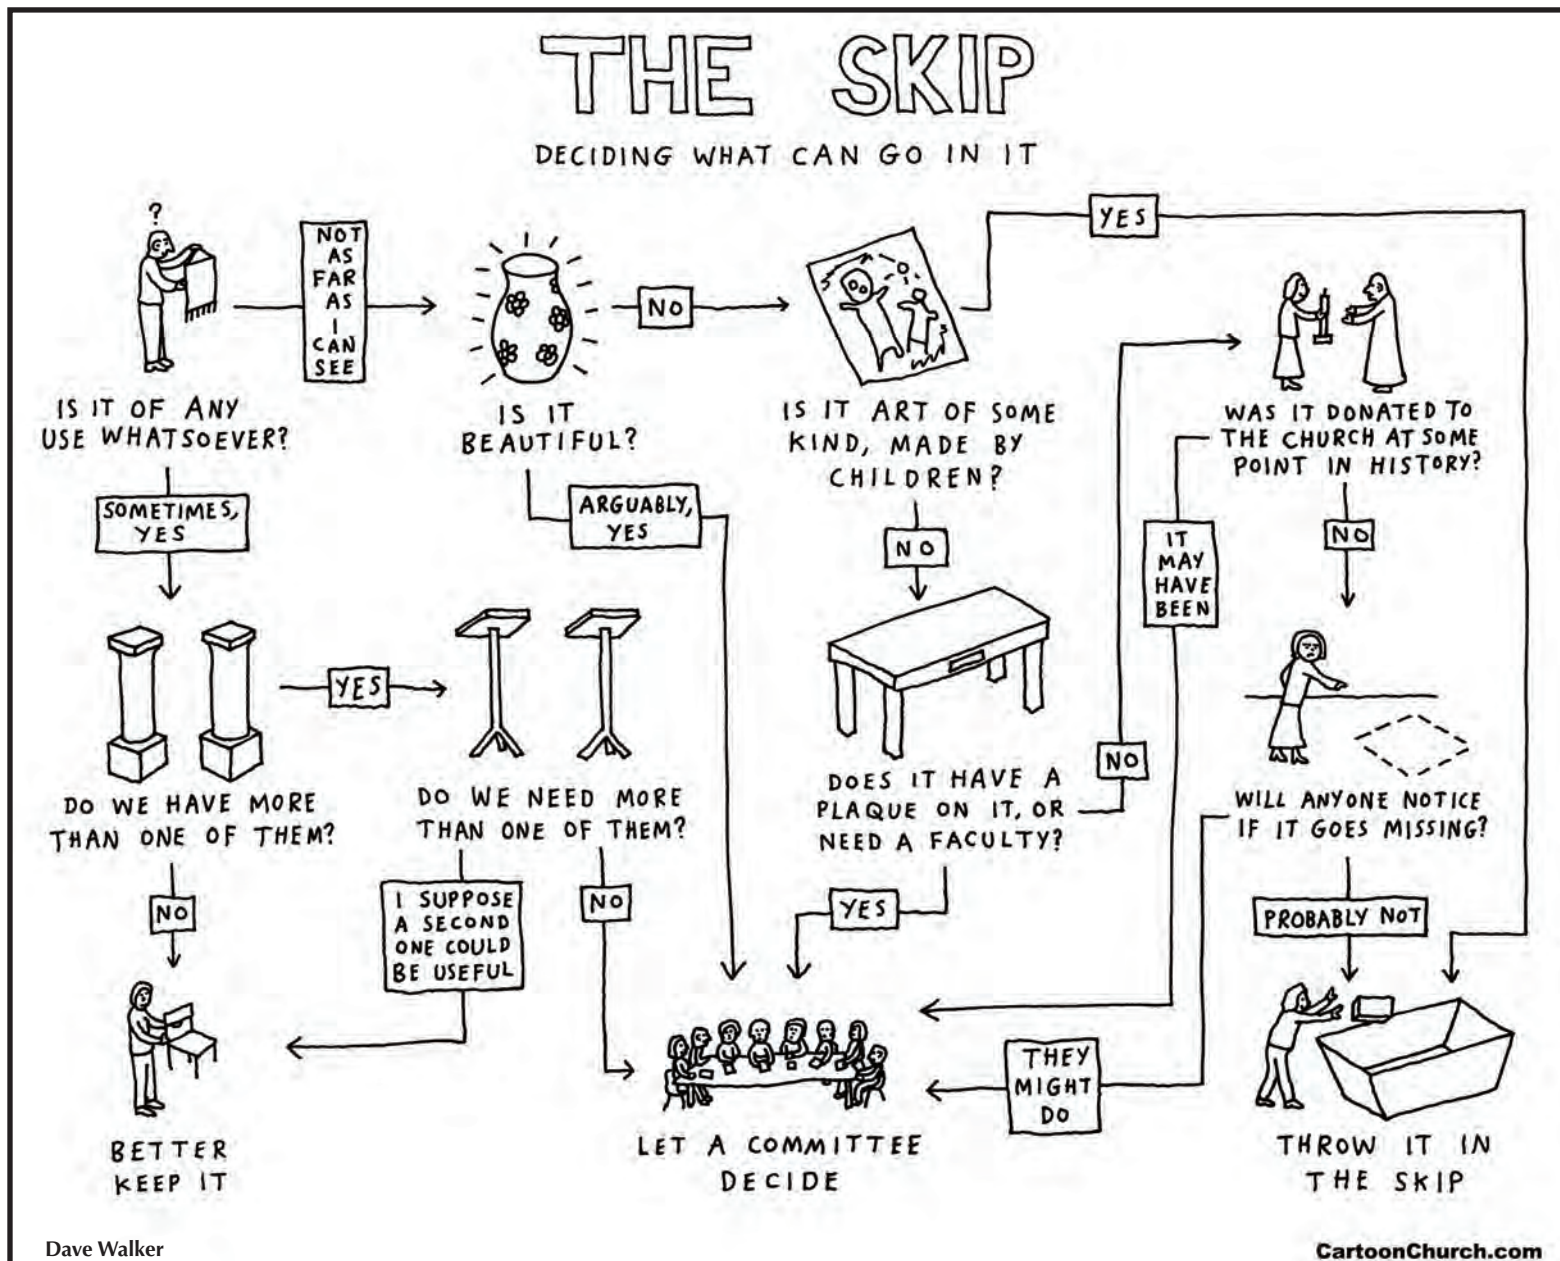 THE SKIP
DECIDING WHAT CAN GO IN IT
?
NOT
AS
FAR
AS
I
CAN
SEE
IS IT OF ANY
USE WHATSOEVER?
IS IT
BEAUTIFUL?
NO
IS IT ART OF SOME
KIND, MADE BY
CHILDREN?
YES
WAS IT DONATED TO
THE CHURCH AT SOME
POINT IN HISTORY?
SOMETIMES,
YES
ARGUABLY,
YES
NO
IT
MAY
HAVE
BEEN
NO
DO WE HAVE MORE
THAN ONE OF THEM?
YES
DO WE NEED MORE
THAN ONE OF THEM?
DOES IT HAVE A
PLAQUE ON IT, OR
NEED A FACULTY?
NO
WILL ANYONE NOTICE
IF IT GOES MISSING?
NO
I SUPPOSE
A SECOND
ONE COULD
BE USEFUL
NO
YES
PROBABLY NOT
BETTER
KEEP IT
LET A COMMITTEE
DECIDE
THEY
MIGHT
DO
THROW IT IN
THE SKIP
Dave Walker
CartoonChurch.com